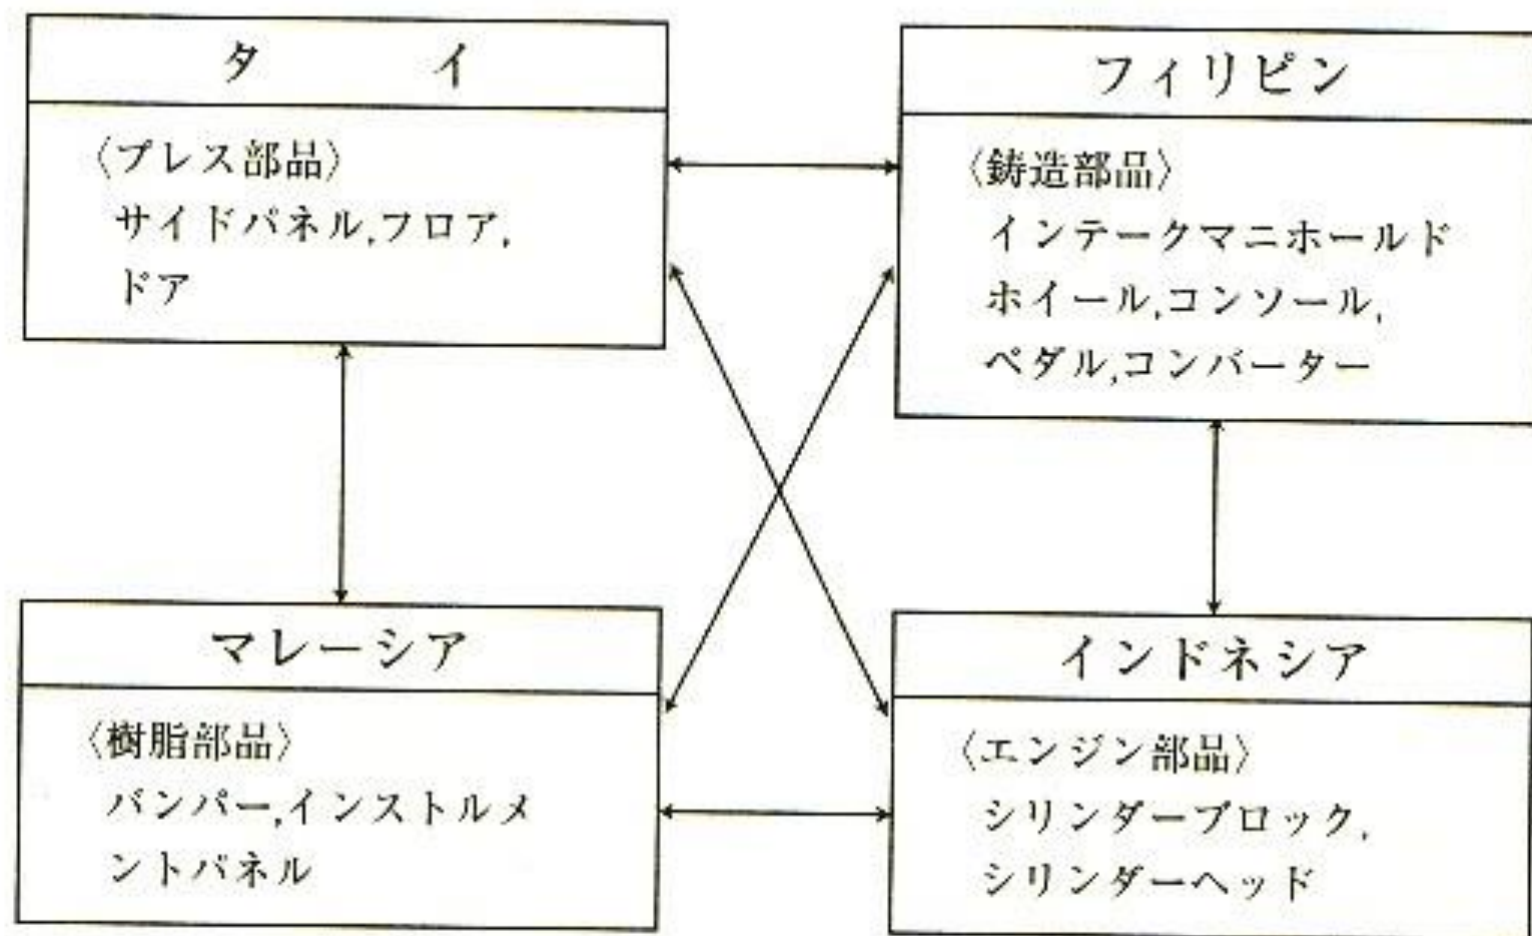 タイ
〈プレス部品〉
サイドパネル,フロア,
ドア
フィリピン
〈鋳造部品〉
インテークマニホールド
ホイール,コンソール,
ペダル,コンバーター
マレーシア
〈樹脂部品〉
バンパー,インストルメ
ントパネル
インドネシア
〈エンジン部品〉
シリンダーブロック,
シリンダーヘッド